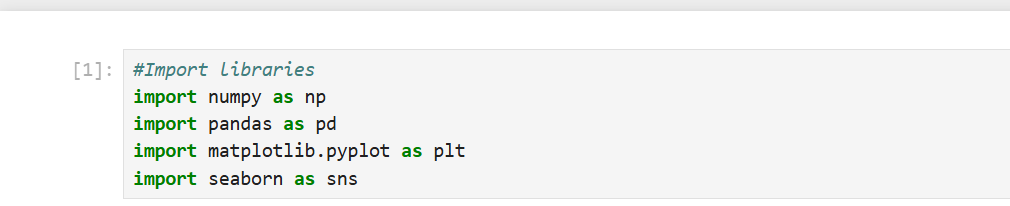 [1]: #Import libraries
import numpy as np
import pandas as pd
import matplotlib.pyplot as plt
import seaborn as sns